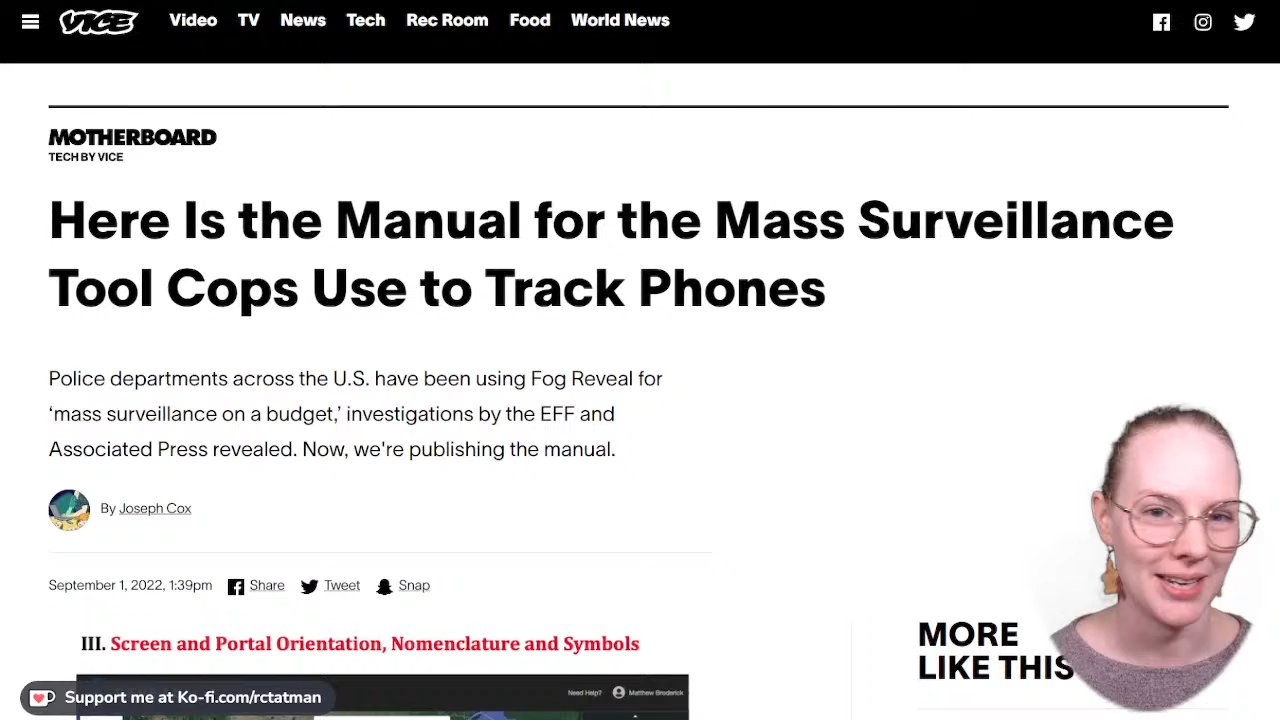 VICE
Video TV News Tech Rec Room Food World News
MOTHERBOARD
TECH BY VICE
Here Is the Manual for the Mass Surveillance
Tool Cops Use to Track Phones
Police departments across the U.S. have been using Fog Reveal for
‘mass surveillance on a budget,’ investigations by the EFF and
Associated Press revealed. Now, we're publishing the manual.
By Joseph Cox
September 1, 2022, 1:39pm Share Tweet Snap
III. Screen and Portal Orientation, Nomenclature and Symbols
MORE
LIKE THIS
Need Help? Matthew Broderick
Support me at Ko-fi.com/rctatman